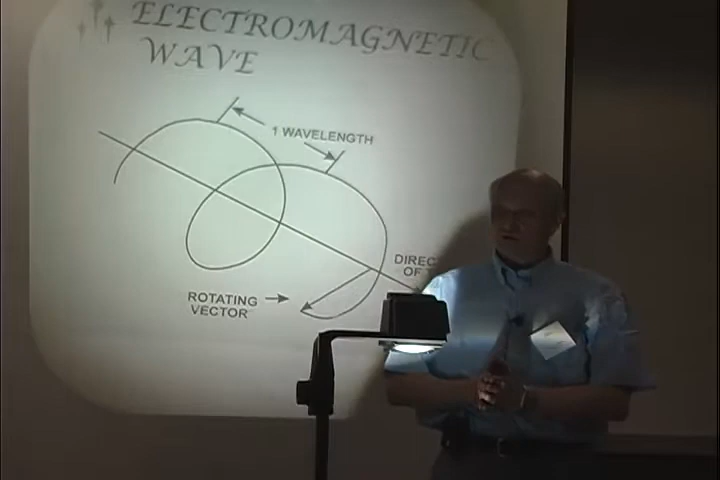 ELECTROMAGNETIC
WAVE
1 WAVELENGTH
DIREC
OF
ROTATING
VECTOR